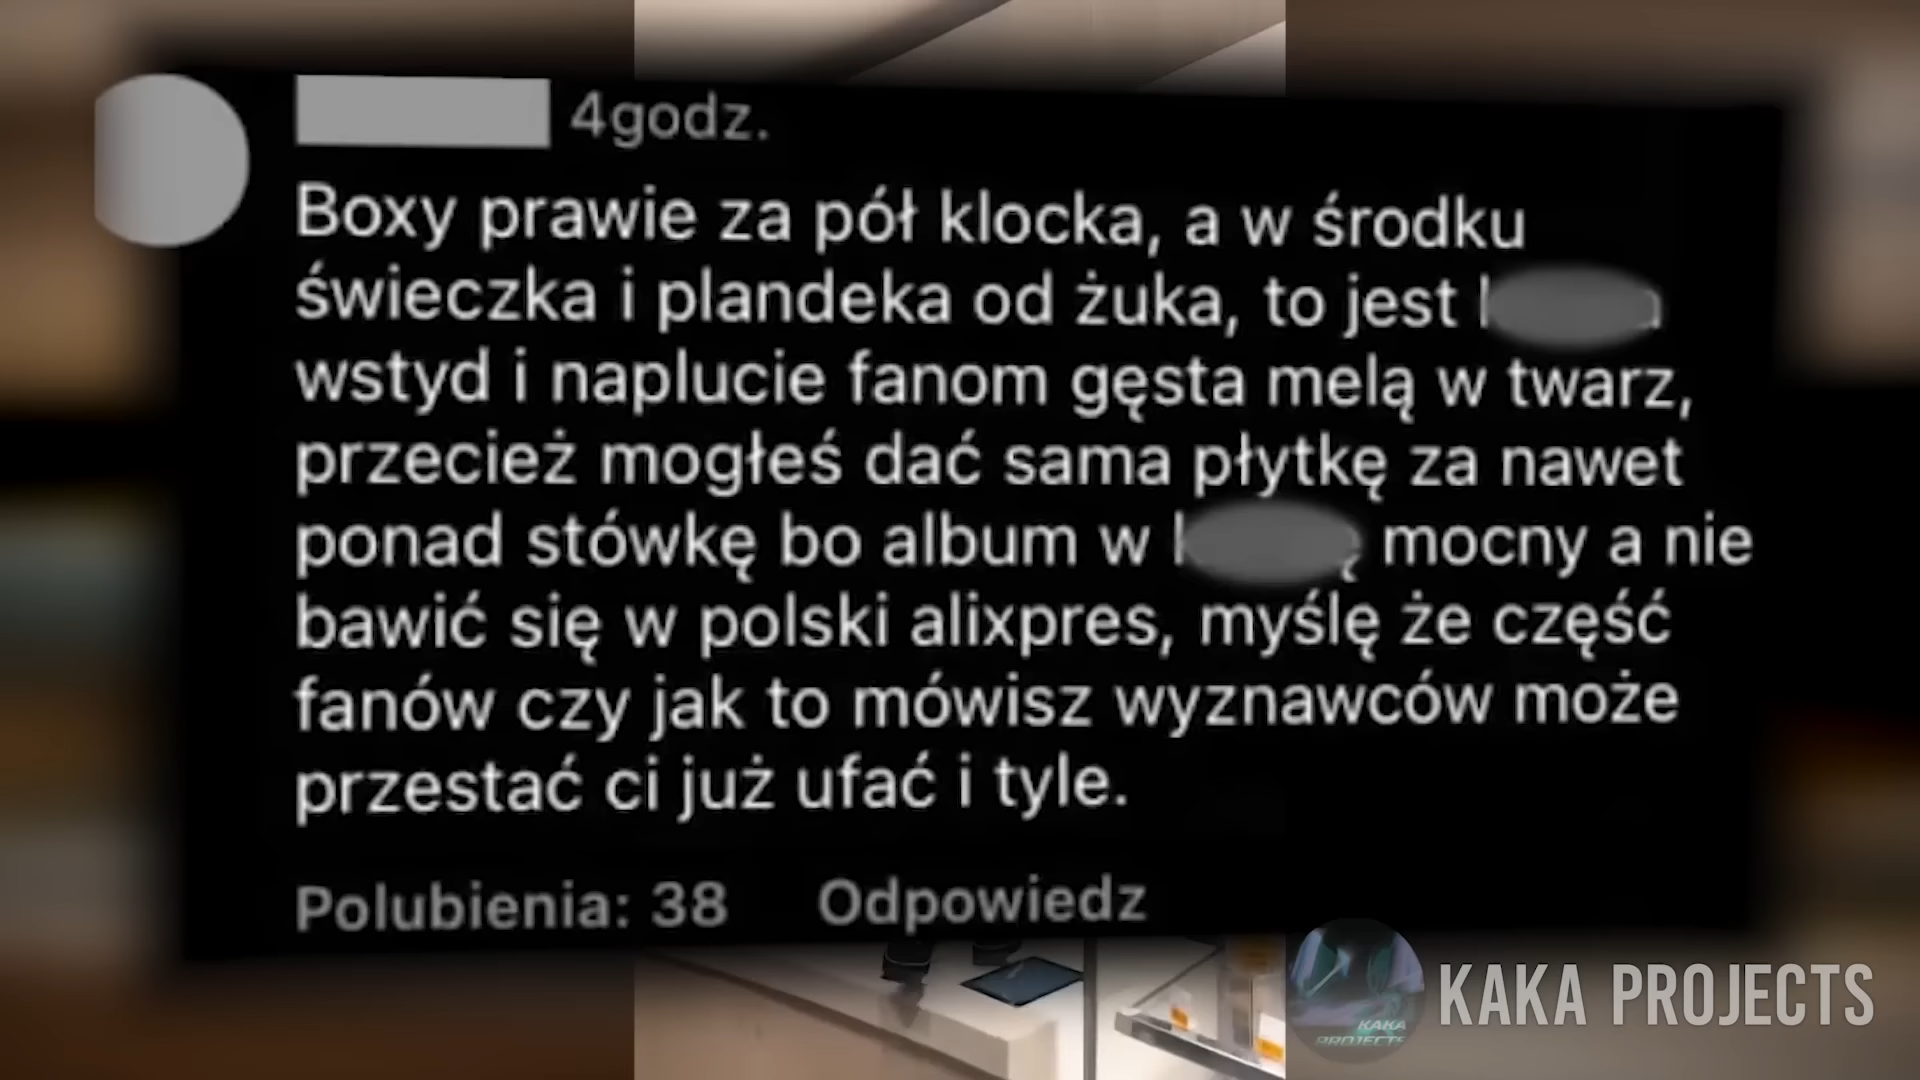 4godz.
Boxy prawie za pół klocka, a w środku
świeczka i plandeka od żuka, to jest
wstyd i naplucie fanom gęsta melą w twarz,
przecież mogłeś dać sama płytkę za nawet
ponad stówkę bo album w mocny a nie
bawić się w polski alixpres, myślę że część
fanów czy jak to mówisz wyznawców może
przestać ci już ufać i tyle.
Polubienia: 38 Odpowiedz
KAKA PROJECTS
KAKA
PROJECTS